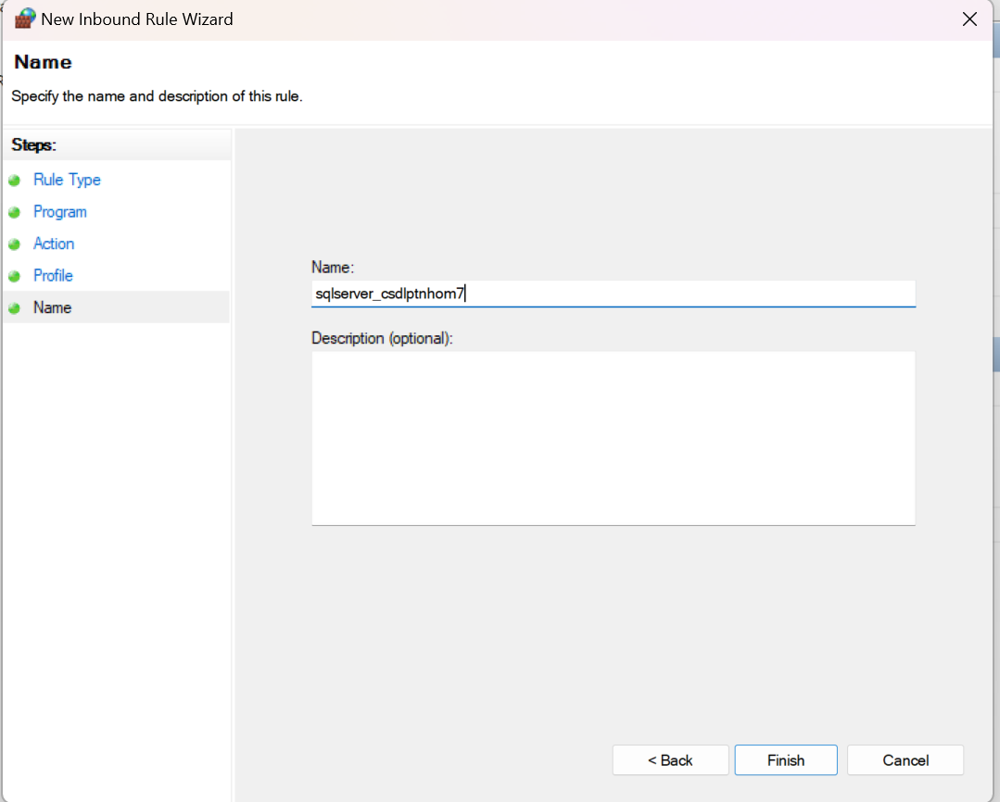 New Inbound Rule Wizard
Name
Specify the name and description of this rule.
Steps:
Rule Type
Program
Action
Profile
Name
Name:
sqlserver_csdlptnhom7
Description (optional):
< Back
Finish
Cancel